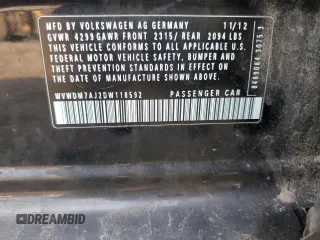 MFD BY VOLKSWAGEN AG GERMANY 11/12
GVWR 4299 GAWR FRONT 2315/ REAR 2094 LBS.
THIS VEHICLE CONFORMS TO ALL APPLICABLE U.S.
FEDERAL MOTOR VEHICLE SAFETY, BUMPER, AND
THEFT PREVENTION STANDARDS IN EFFECT ON THE
DATE OF MANUFACTURE SHOWN ABOVE.
WVWDM7AJ2DW118592 PASSENGER CAR
DREAMBID